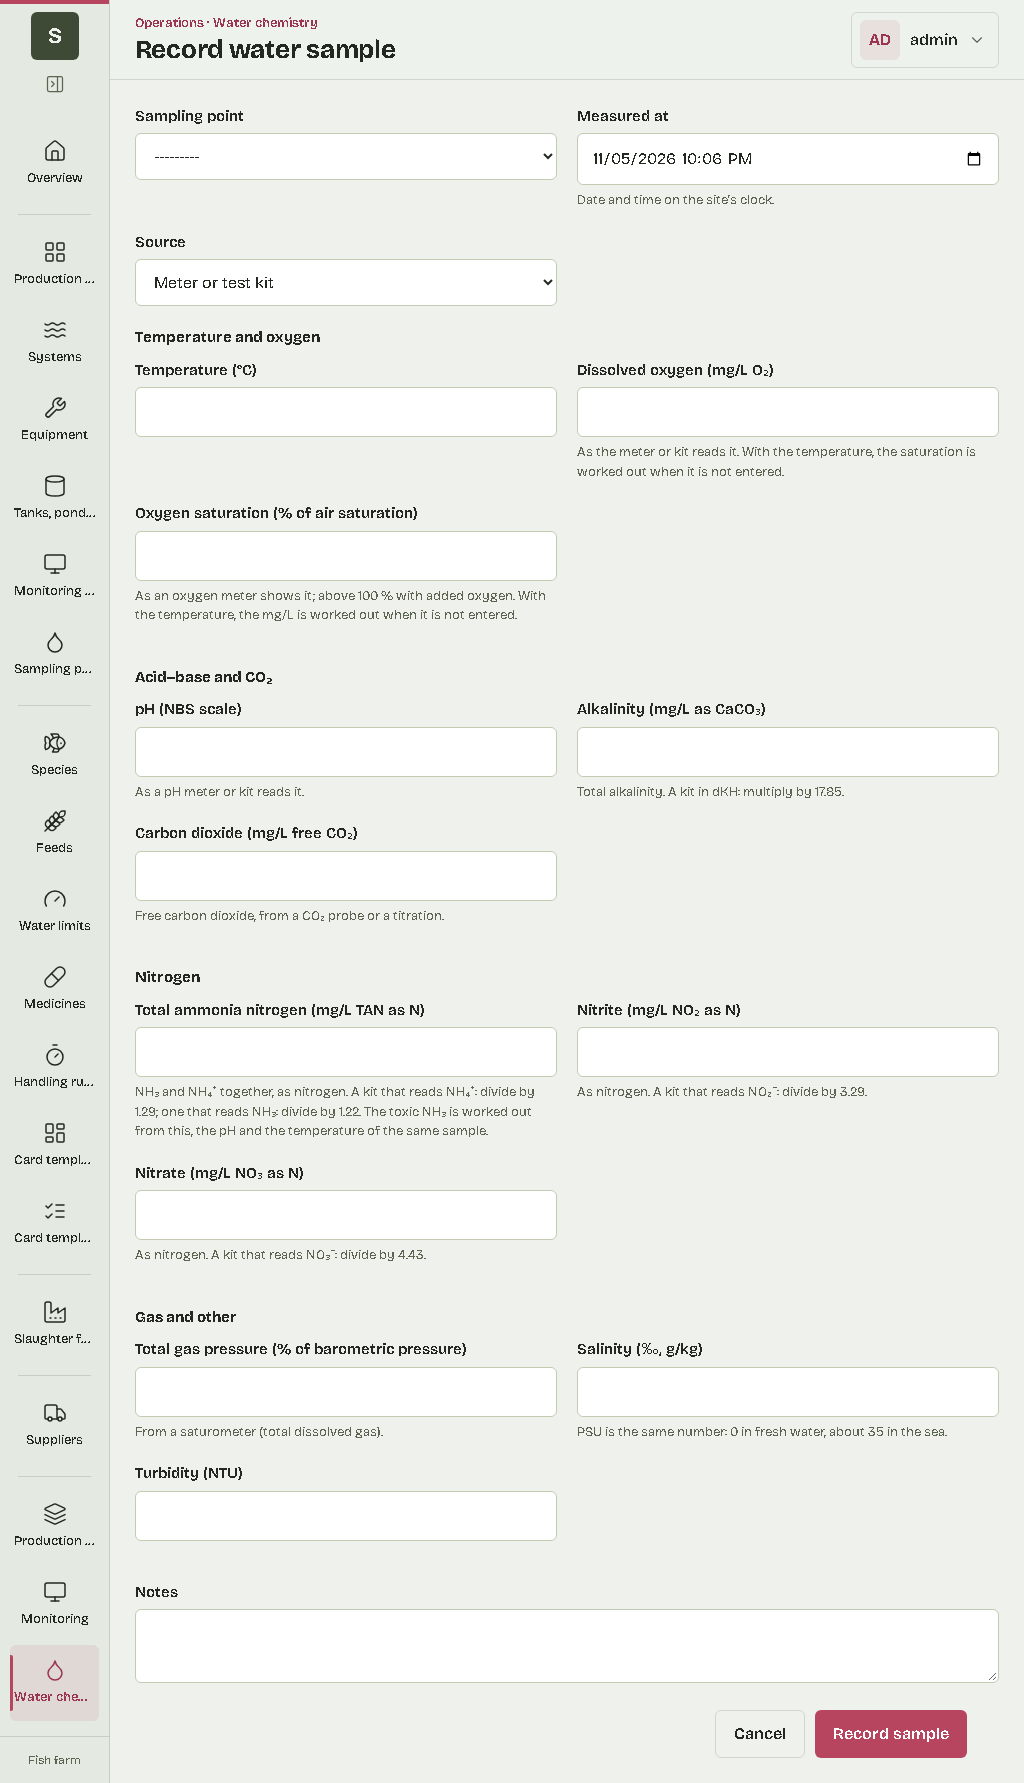 S
Overview
Production ...
Systems
Equipment
Tanks, pond...
Monitoring ...
Sampling p...
Species
Feeds
Water limits
Medicines
Handling ru...
Card templ...
Card templ...
Slaughter f...
Suppliers
Production ...
Monitoring
Water che...
Fish farm
Operations · Water chemistry
Record water sample
AD admin
Sampling point
---------
Measured at
11/05/2026 10:06 PM
Date and time on the site's clock.
Source
Meter or test kit
Temperature and oxygen
Temperature (°C)
Dissolved oxygen (mg/L O₂)
As the meter or kit reads it. With the temperature, the saturation is
worked out when it is not entered.
Oxygen saturation (% of air saturation)
As an oxygen meter shows it; above 100 % with added oxygen. With
the temperature, the mg/L is worked out when it is not entered.
Acid–base and CO₂
pH (NBS scale)
As a pH meter or kit reads it.
Alkalinity (mg/L as CaCO₃)
Total alkalinity. A kit in dKH: multiply by 17.85.
Carbon dioxide (mg/L free CO₂)
Free carbon dioxide, from a CO₂ probe or a titration.
Nitrogen
Total ammonia nitrogen (mg/L TAN as N)
NH₃ and NH₄⁺ together, as nitrogen. A kit that reads NH₄⁺: divide by
1.29; one that reads NH₃: divide by 1.22. The toxic NH₃ is worked out
from this, the pH and the temperature of the same sample.
Nitrite (mg/L NO₂ as N)
As nitrogen. A kit that reads NO₂⁻: divide by 3.29.
Nitrate (mg/L NO₃ as N)
As nitrogen. A kit that reads NO₃⁻: divide by 4.43.
Gas and other
Total gas pressure (% of barometric pressure)
From a saturometer (total dissolved gas).
Salinity (‰, g/kg)
PSU is the same number: 0 in fresh water, about 35 in the sea.
Turbidity (NTU)
Notes
Cancel
Record sample